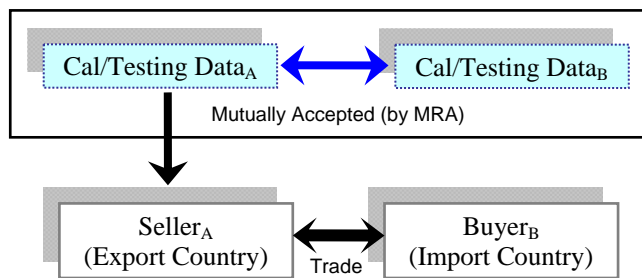 Cal/Testing DataA
Cal/Testing DataB
Mutually Accepted (by MRA)
SellerA
(Export Country)
BuyerB
(Import Country)
Trade